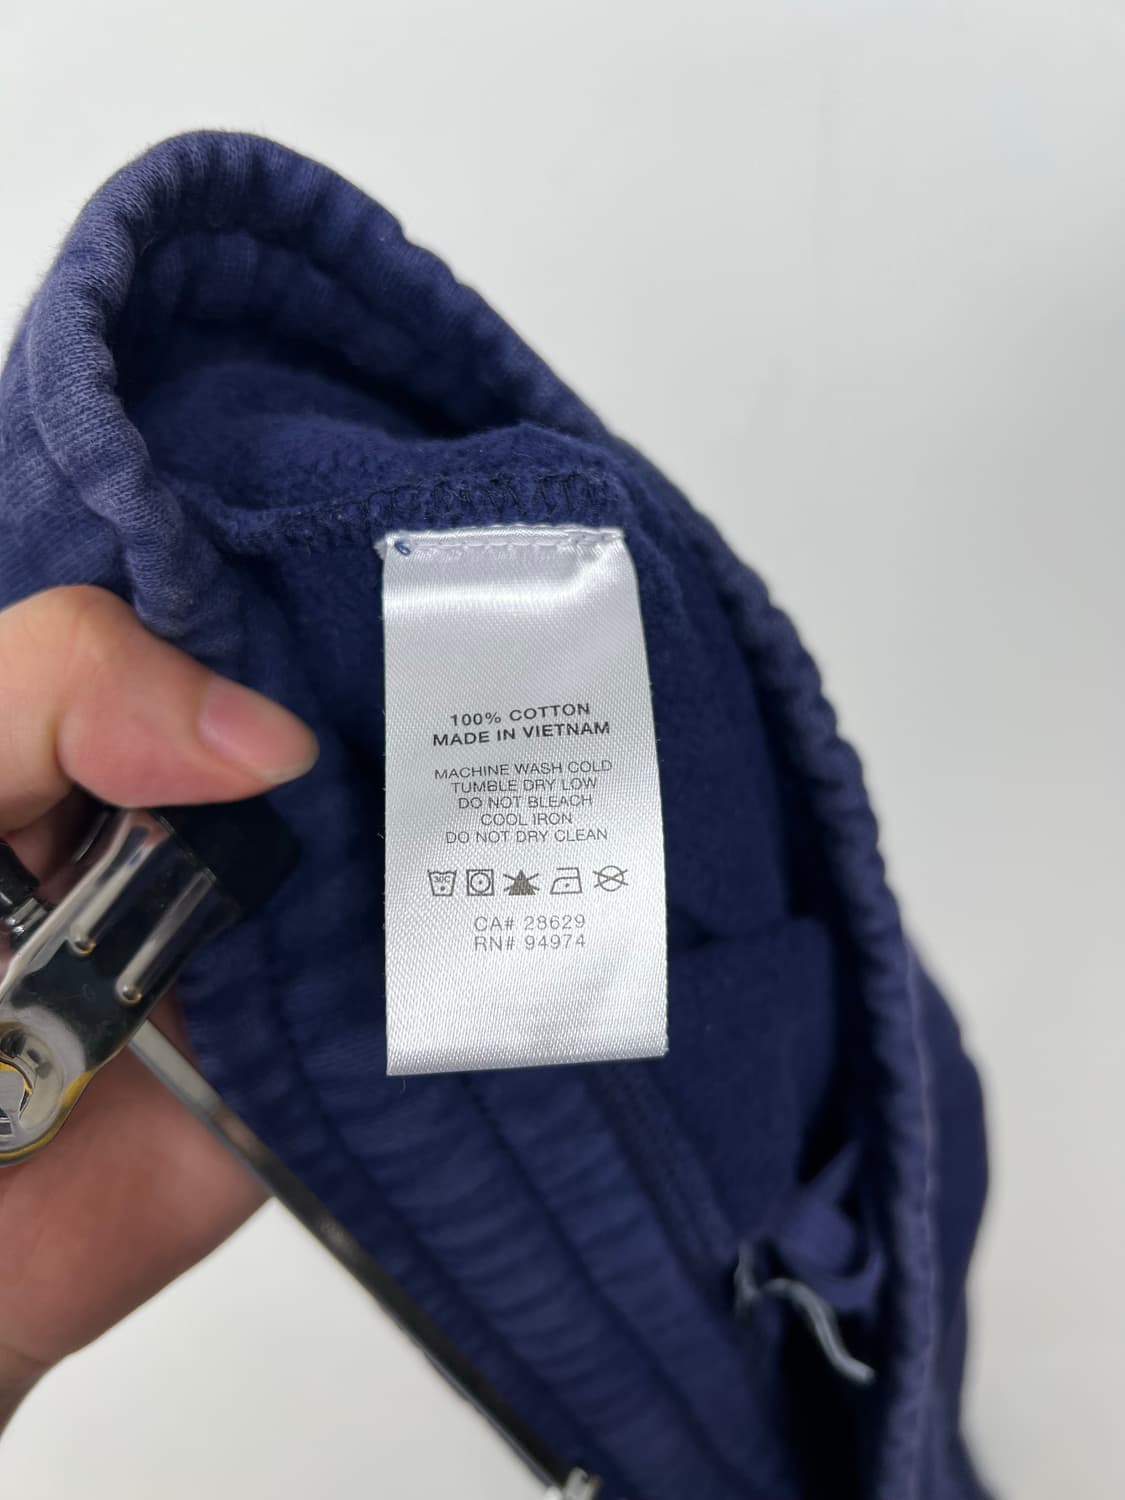 100% COTTON
MADE IN VIETNAM
MACHINE WASH COLD
TUMBLE DRY LOW
DO NOT BLEACH
COOL IRON
DO NOT DRY CLEAN
CA# 28629
RN# 94974